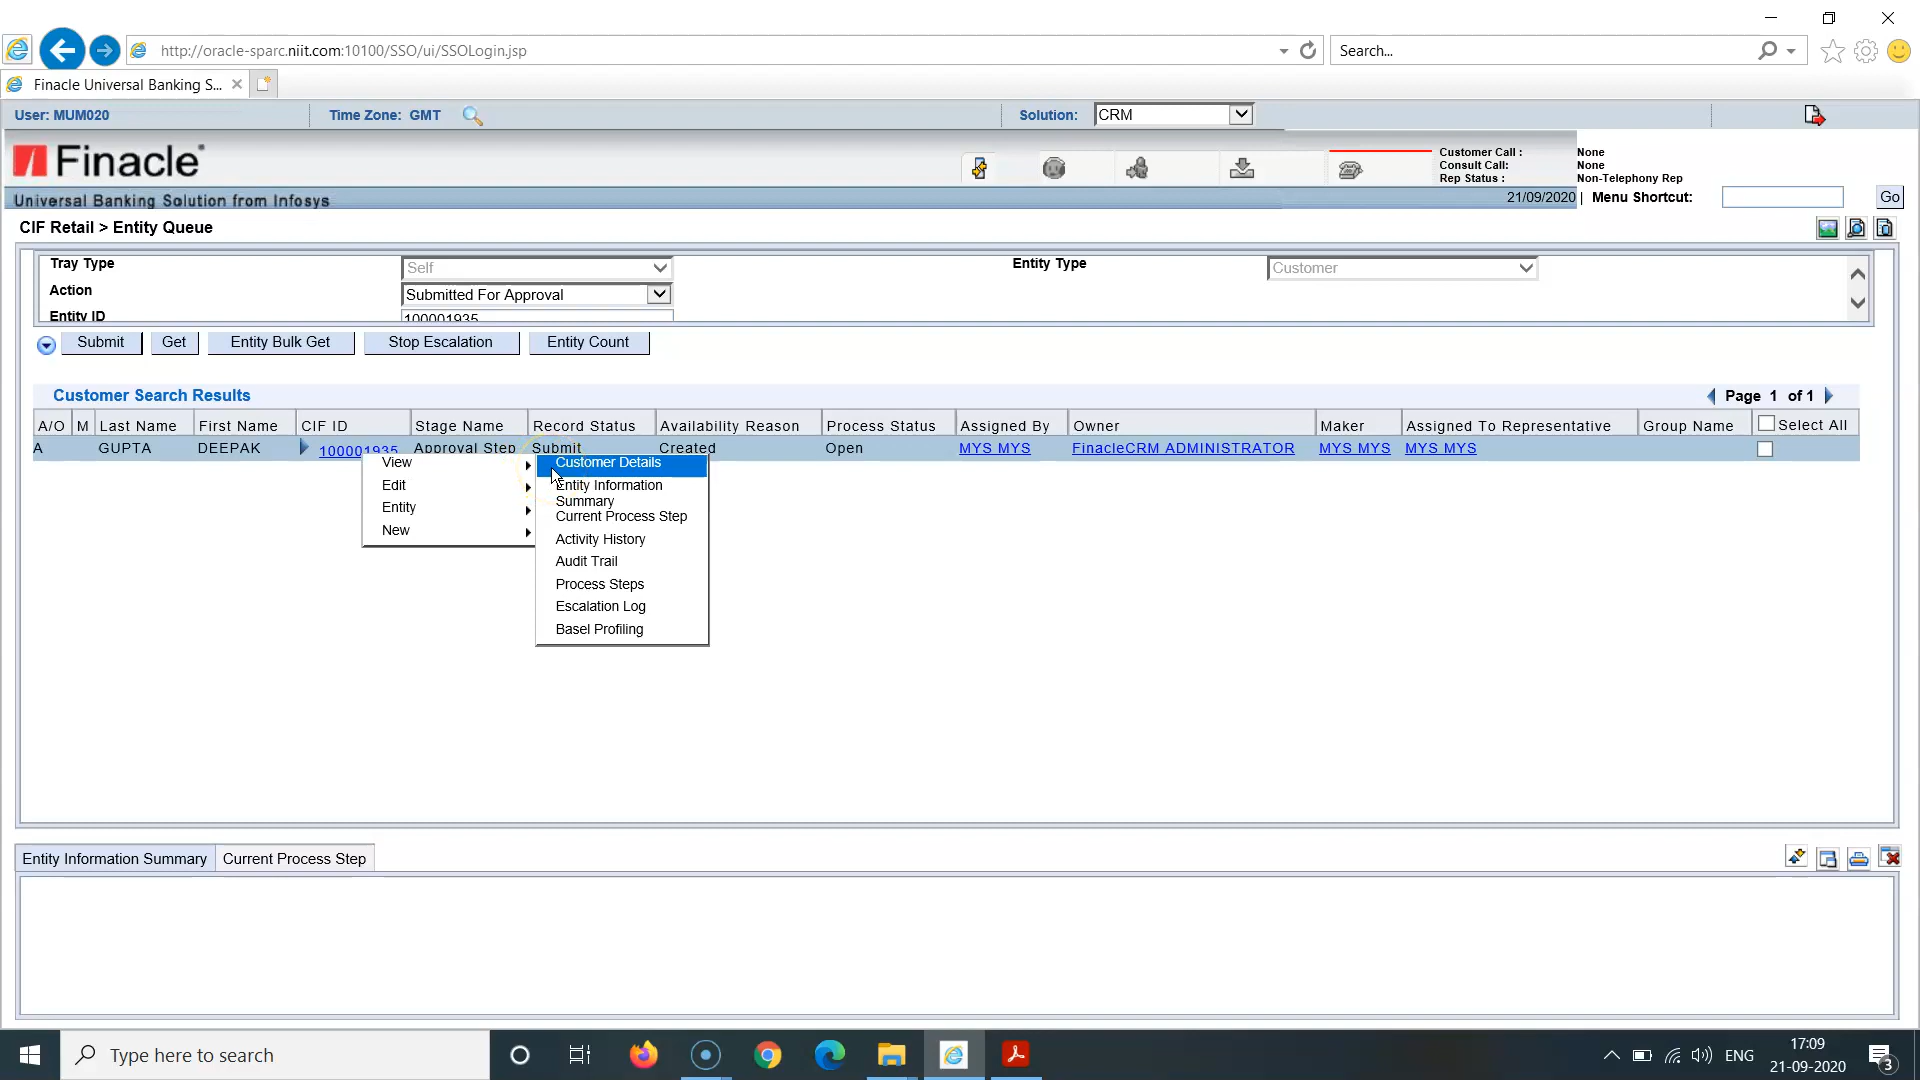 http://oracle-sparc.niit.com:10100/SSO/ui/SSOLogin.jsp
Search...
Finacle Universal Banking S...
User: MUM020
Time Zone: GMT
Solution:
CRM
Finacle
Universal Banking Solution from Infosys
Customer Call : None
Consult Call: None
Rep Status : Non-Telephony Rep
21/09/2020 | Menu Shortcut: Go
CIF Retail > Entity Queue
Tray Type Self Entity Type Customer
Action Submitted For Approval
Entity ID 100001935
Submit Get Entity Bulk Get Stop Escalation Entity Count
Customer Search Results Page 1 of 1
A/O M Last Name First Name CIF ID Stage Name Record Status Availability Reason Process Status Assigned By Owner Maker Assigned To Representative Group Name Select All
A GUPTA DEEPAK 100001935 Approval Step Submit Created Open MYS MYS FinacleCRM ADMINISTRATOR MYS MYS MYS MYS
View
Edit
Entity
New
Customer Details
Entity Information
Summary
Current Process Step
Activity History
Audit Trail
Process Steps
Escalation Log
Basel Profiling
Entity Information Summary Current Process Step
Type here to search
ENG
17:09
21-09-2020
3